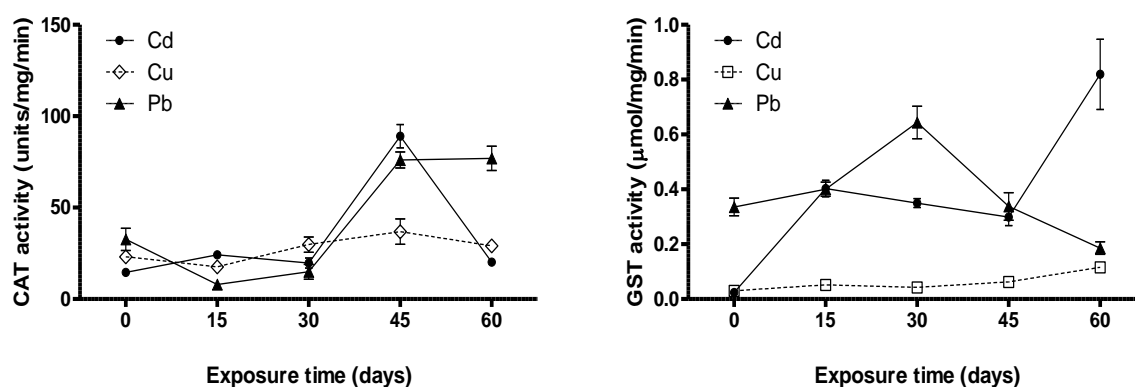 CAT activity (units/mg/min)
150
100
50
0
Cd
Cu
Pb
0 15 30 45 60
Exposure time (days)
GST activity (μmol/mg/min)
1.0
0.8
0.6
0.4
0.2
0.0
Cd
Cu
Pb
0 15 30 45 60
Exposure time (days)